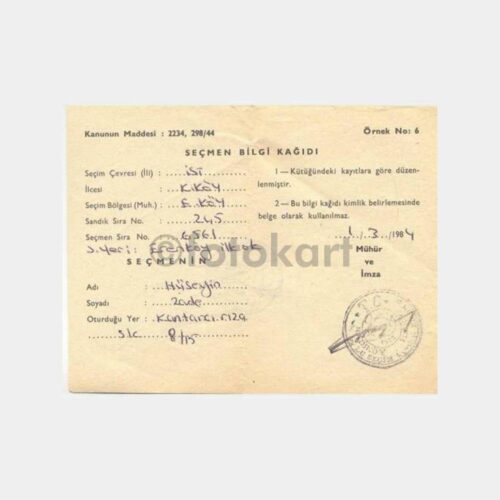 Kanunun Maddesi : 2234, 298/44
Örnek No: 6
SEÇMEN BİLGİ KAĞIDI
Seçim Çevresi (İli) : İST
İlcesi : K.KÖY
Seçim Bölgesi (Muh.) : E.KÖY
Sandık Sıra No. : 245
Seçmen Sıra No. : 6561
S.yeri: Erenköy ilkok
SEÇMENİN
Adı : Hüseyin
Soyadı : zade
Oturduğu Yer : Kantarcı rıza
S/c 8/15
1 — Kütüğündeki kayıtlara göre düzen-
lenmiştir.
2 — Bu bilgi kağıdı kimlik belirlemesinde
belge olarak kullanılmaz.
1/3/1984
Mühür
ve
İmza
T.C.
fotokart